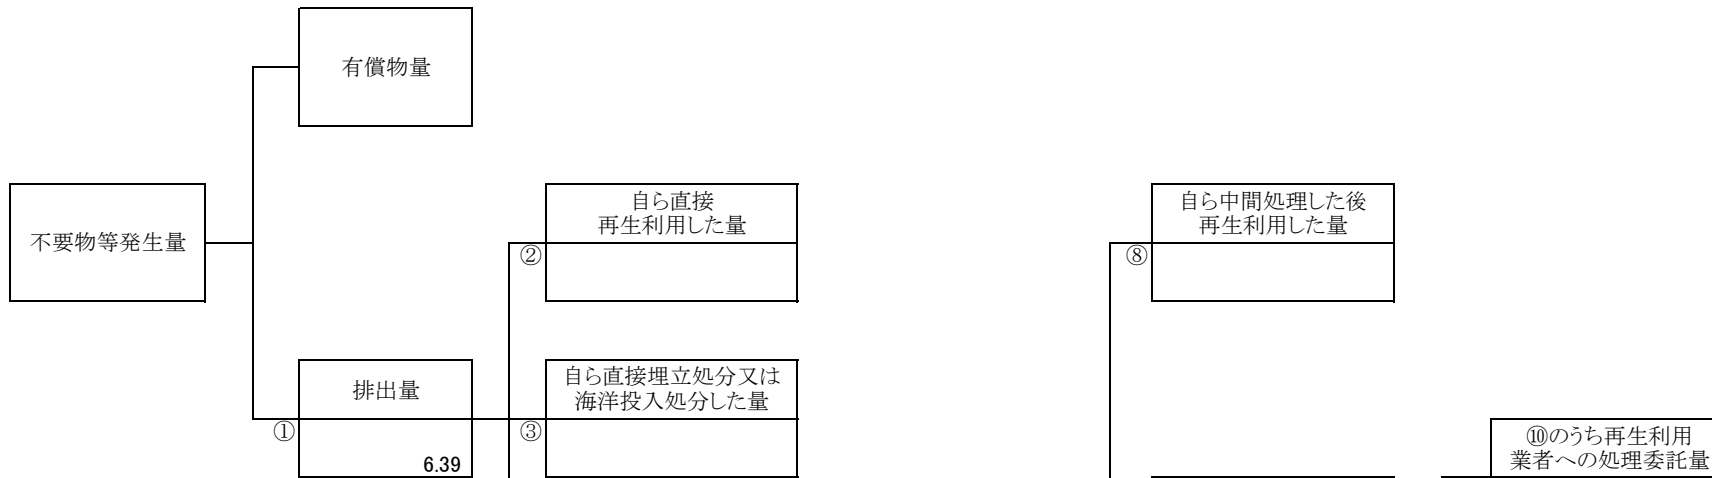 有償物量
不要物等発生量
自ら直接
再生利用した量
②
自ら中間処理した後
再生利用した量
⑧
排出量
①
6.39
自ら直接埋立処分又は
海洋投入処分した量
③
⑩のうち再生利用
業者への処理委託量